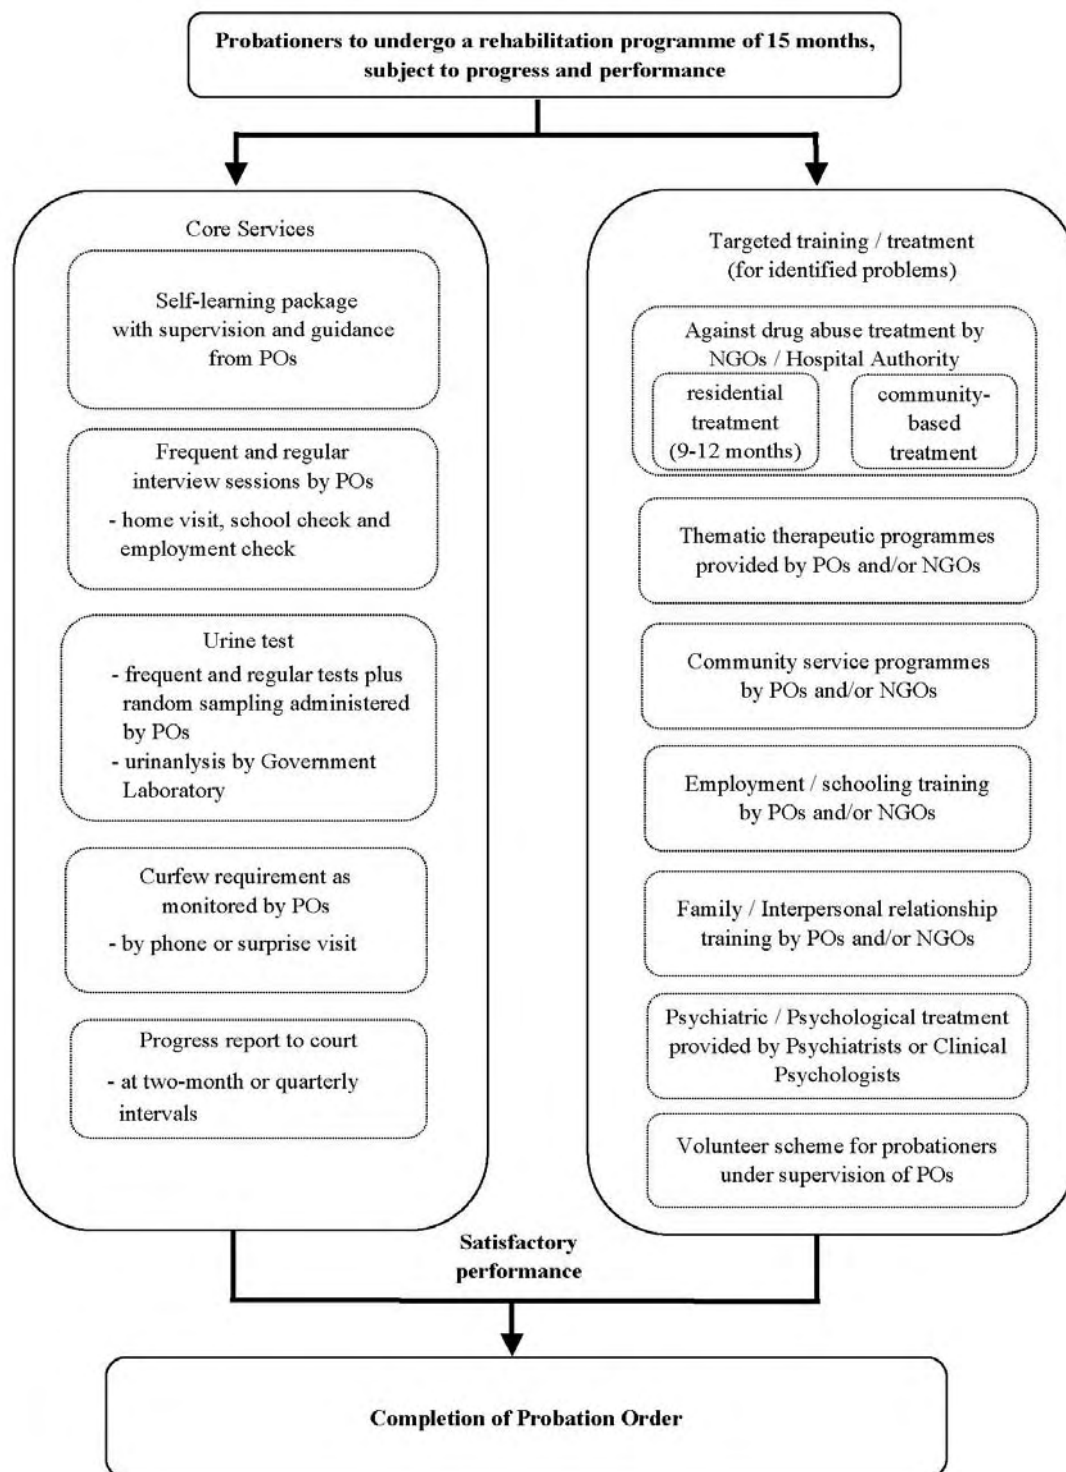 Probationers to undergo a rehabilitation programme of 15 months,
subject to progress and performance
Core Services
Self-learning package
with supervision and guidance
from POs
Frequent and regular
interview sessions by POs
- home visit, school check and
employment check
Urine test
- frequent and regular tests plus
random sampling administered
by POs
- urinanlysis by Government
Laboratory
Curfew requirement as
monitored by POs
- by phone or surprise visit
Progress report to court
- at two-month or quarterly
intervals
Targeted training / treatment
(for identified problems)
Against drug abuse treatment by
NGOs / Hospital Authority
residential
treatment
(9-12 months)
community-
based
treatment
Thematic therapeutic programmes
provided by POs and/or NGOs
Community service programmes
by POs and/or NGOs
Employment / schooling training
by POs and/or NGOs
Family / Interpersonal relationship
training by POs and/or NGOs
Psychiatric / Psychological treatment
provided by Psychiatrists or Clinical
Psychologists
Volunteer scheme for probationers
under supervision of POs
Satisfactory
performance
Completion of Probation Order